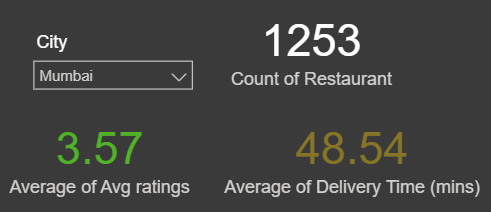 City
1253
Mumbai
Count of Restaurant
3.57
48.54
Average of Avg ratings
Average of Delivery Time (mins)